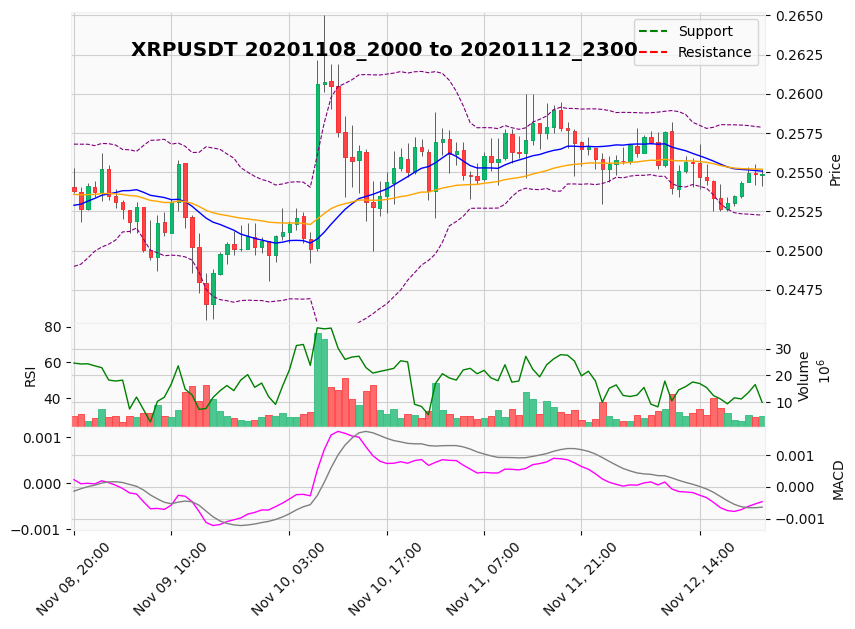 XRPUSDT 20201108_2000 to 20201112_2300
Support
Resistance
0.2650
0.2625
0.2600
0.2575
0.2550
0.2525
0.2500
0.2475
Price
80
60
40
RSI
30
20
10
Volume
10^6
0.001
0.000
−0.001
0.001
0.000
−0.001
MACD
Nov 08, 20:00
Nov 09, 10:00
Nov 10, 03:00
Nov 10, 17:00
Nov 11, 07:00
Nov 11, 21:00
Nov 12, 14:00